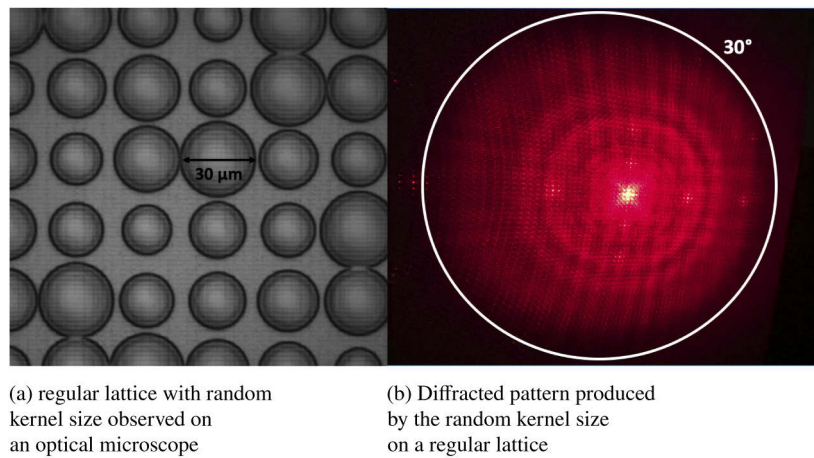 30 μm
30°
(a) regular lattice with random
kernel size observed on
an optical microscope
(b) Diffracted pattern produced
by the random kernel size
on a regular lattice